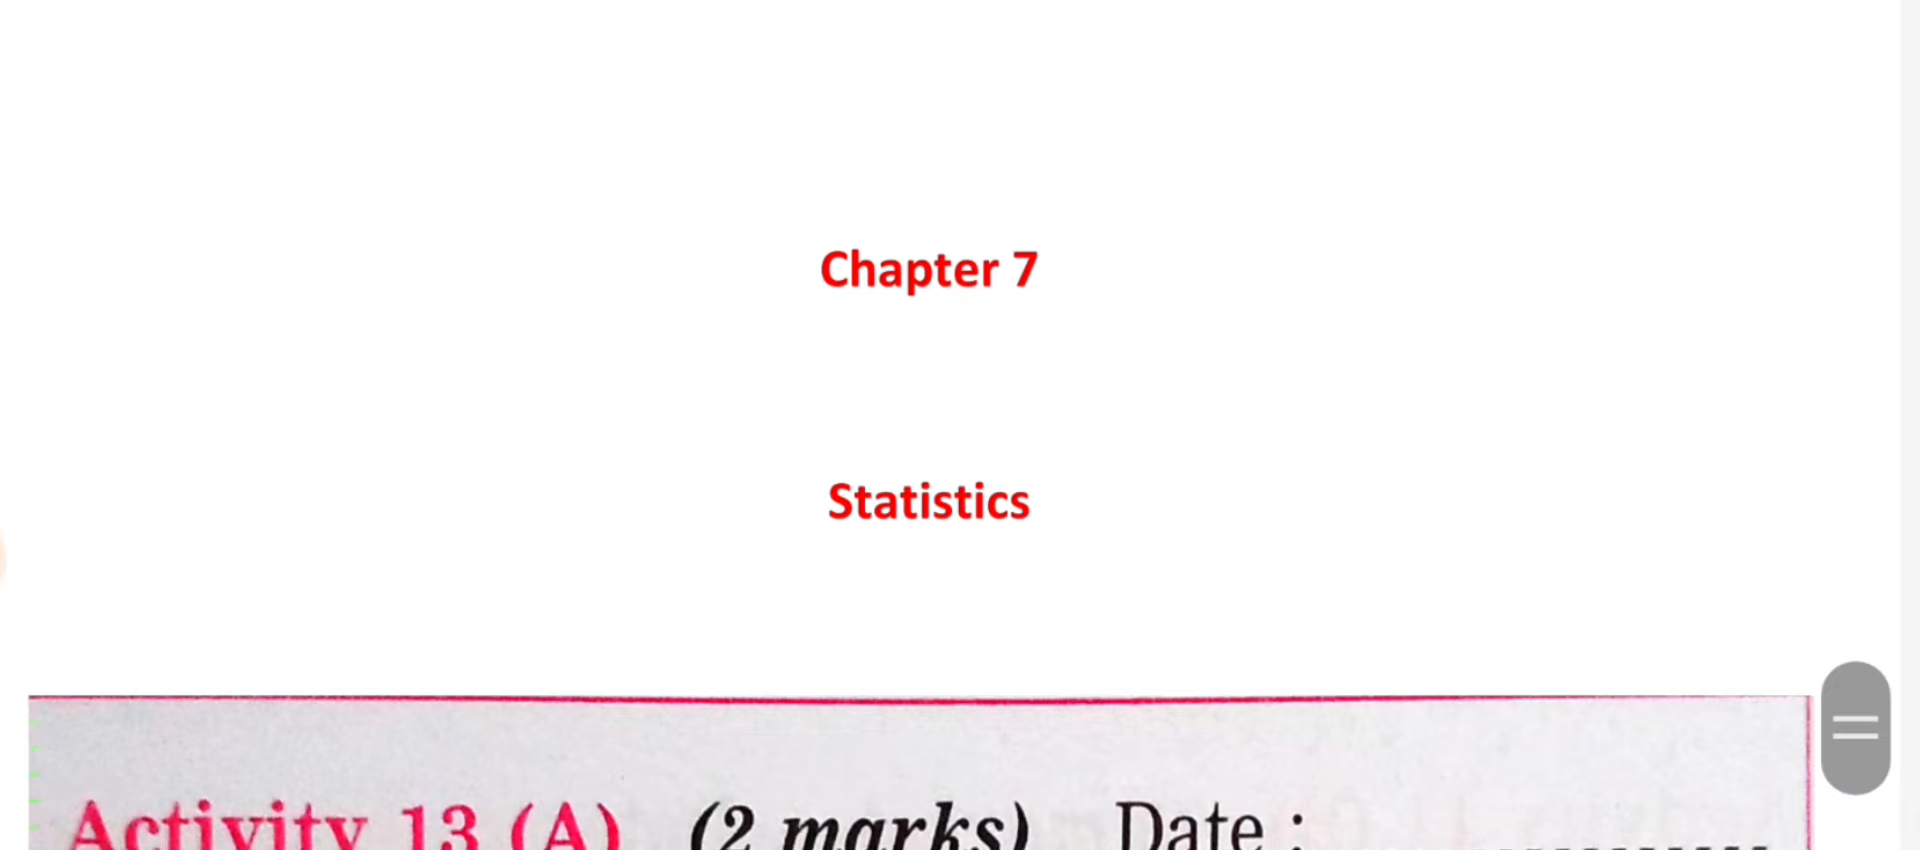 Chapter 7
Statistics
Activity 13 (A) (2 marks) Date : ............